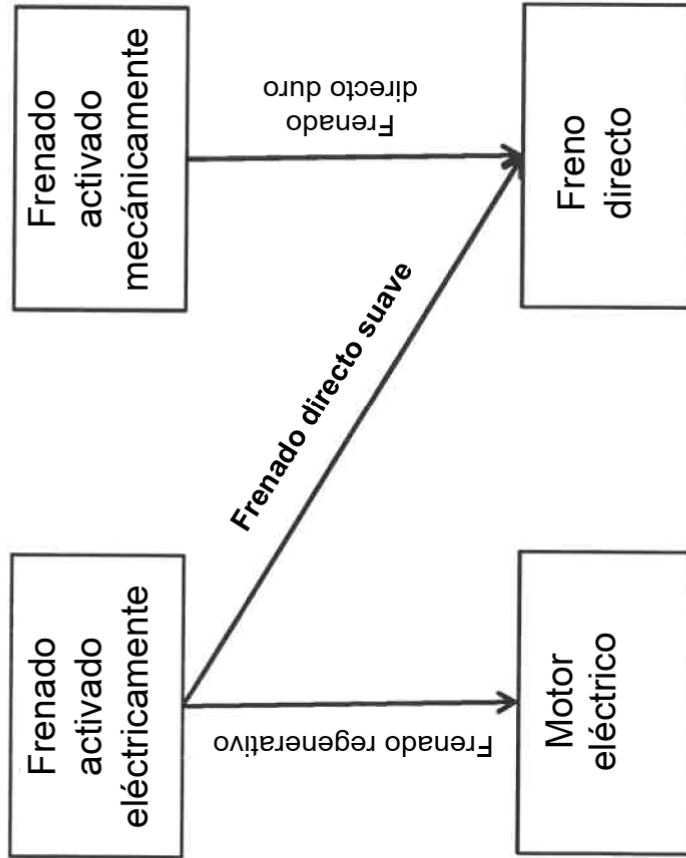 Frenado
activado
eléctricamente
Frenado
activado
mecánicamente
Frenado regenerativo
Frenado directo suave
Frenado
directo duro
Motor
eléctrico
Freno
directo